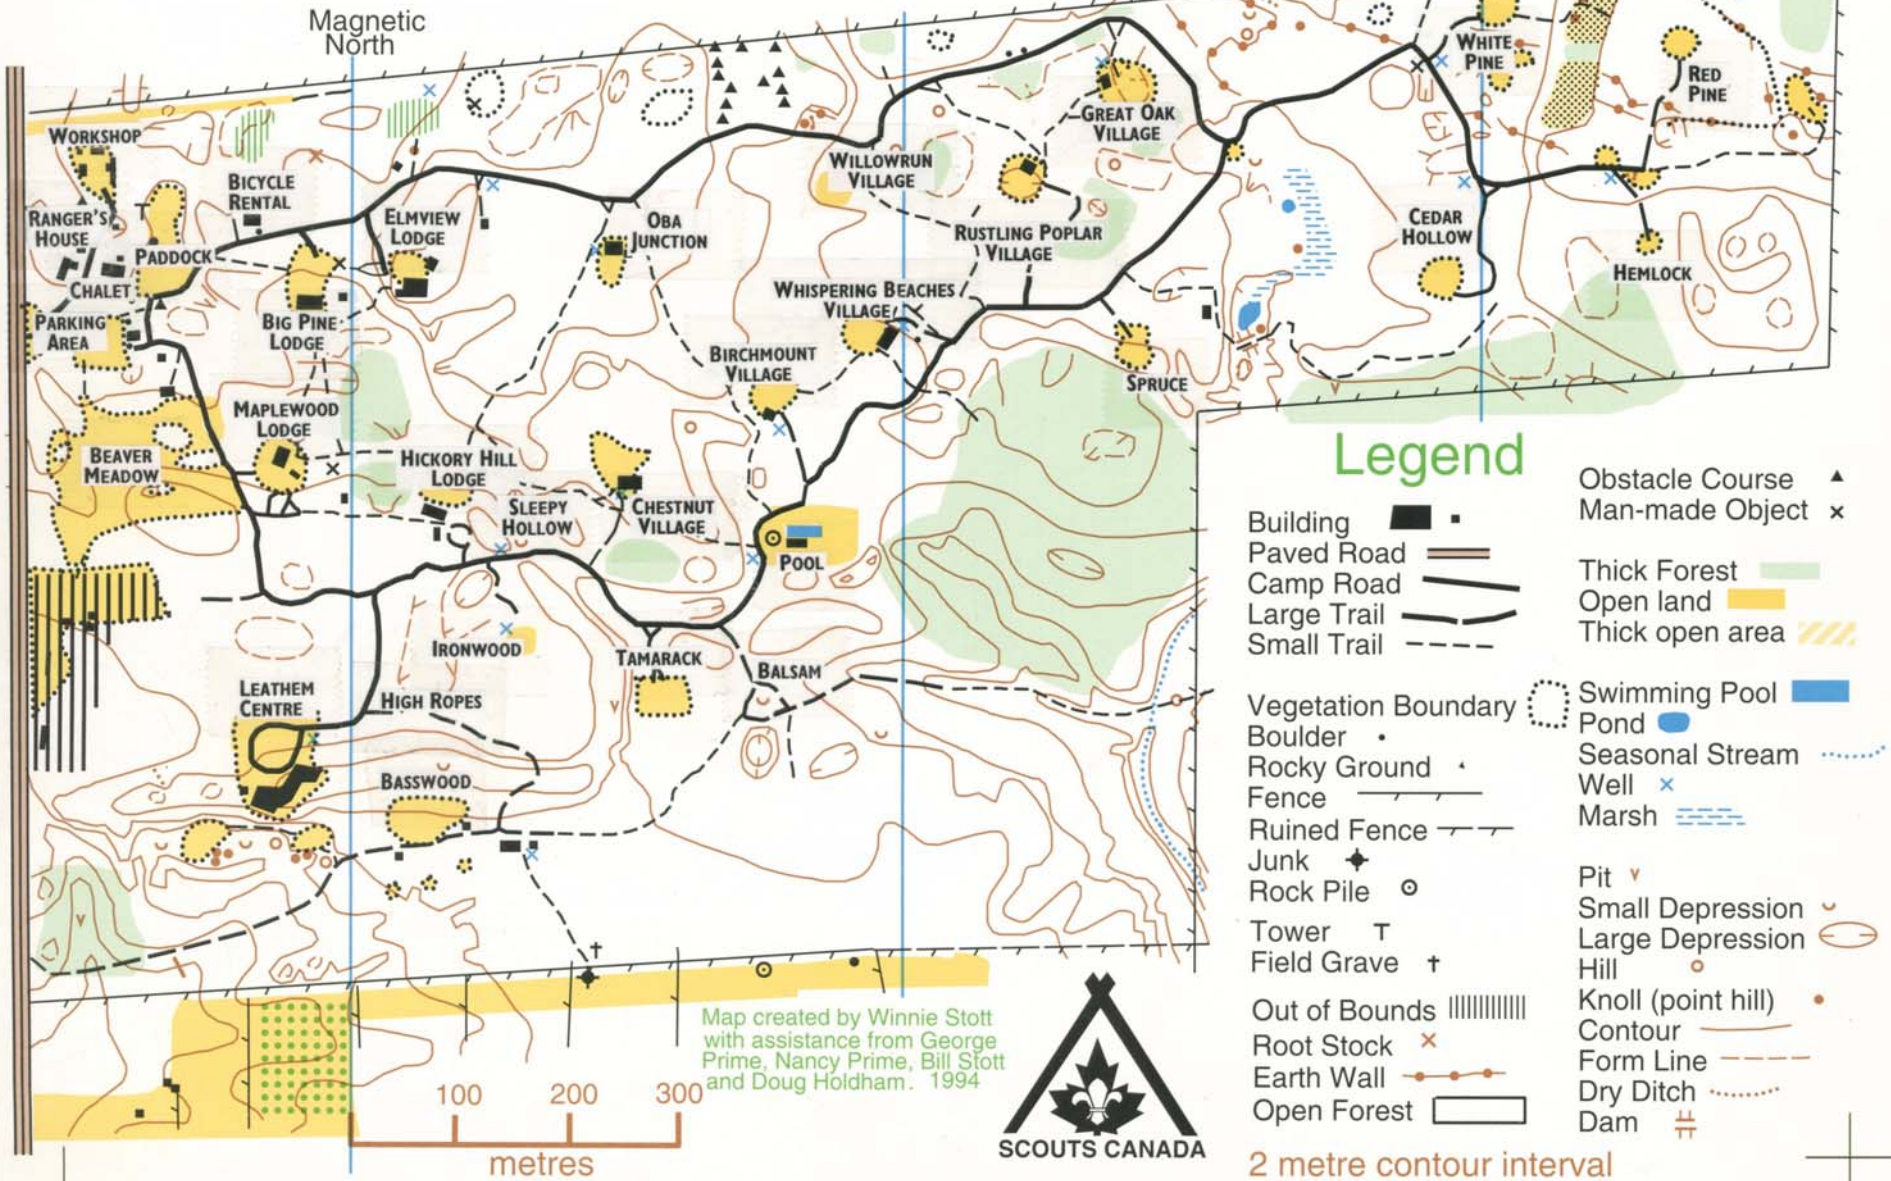 Magnetic
North
WORKSHOP
RANGER'S
HOUSE
PADDOCK
CHALET
PARKING
AREA
BICYCLE
RENTAL
ELMVIEW
LODGE
BIG PINE
LODGE
OBA
JUNCTION
WILLOWRUN
VILLAGE
GREAT OAK
VILLAGE
RUSTLING POPLAR
VILLAGE
WHISPERING BEACHES
VILLAGE
BIRCHMOUNT
VILLAGE
WHITE
PINE
RED
PINE
CEDAR
HOLLOW
HEMLOCK
SPRUCE
MAPLEWOOD
LODGE
BEAVER
MEADOW
HICKORY HILL
LODGE
SLEEPY
HOLLOW
CHESTNUT
VILLAGE
POOL
IRONWOOD
TAMARACK
BALSAM
LEATHEM
CENTRE
HIGH ROPES
BASSWOOD
Legend
Building
Paved Road
Camp Road
Large Trail
Small Trail
Vegetation Boundary
Boulder
Rocky Ground
Fence
Ruined Fence
Junk
Rock Pile
Tower
Field Grave
Out of Bounds
Root Stock
Earth Wall
Open Forest
Obstacle Course
Man-made Object
Thick Forest
Open land
Thick open area
Swimming Pool
Pond
Seasonal Stream
Well
Marsh
Pit
Small Depression
Large Depression
Hill
Knoll (point hill)
Contour
Form Line
Dry Ditch
Dam
2 metre contour interval
Map created by Winnie Stott
with assistance from George
Prime, Nancy Prime, Bill Stott
and Doug Holdham. 1994
100 200 300
metres
SCOUTS CANADA